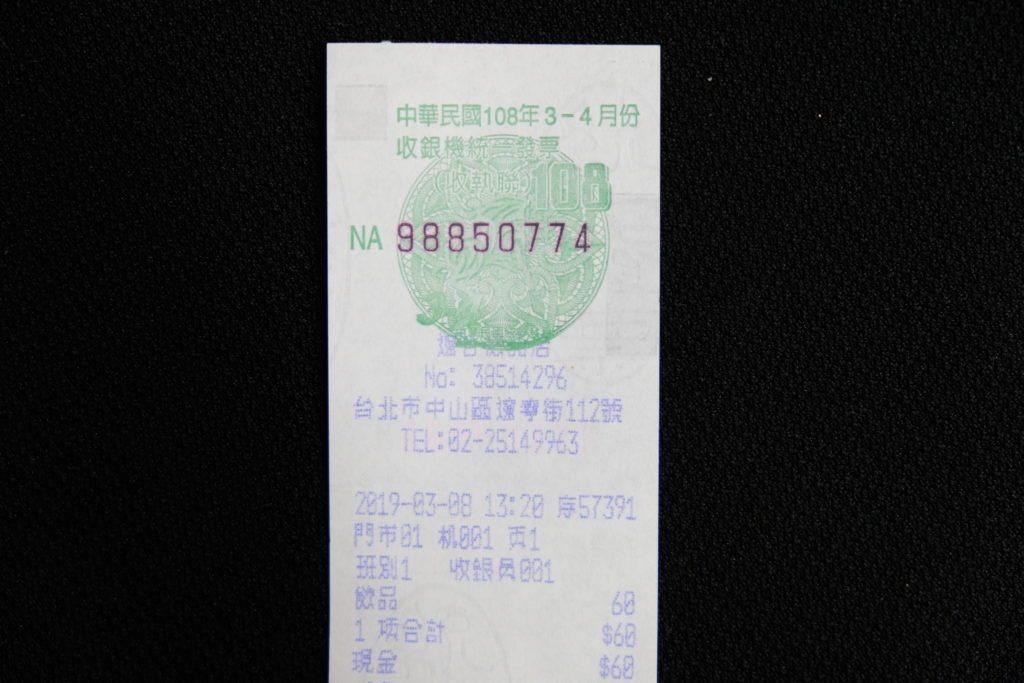 中華民國108年3-4月份
收銀機統一發票
(收執聯)108
NA 98850774
No: 38514296
台北市中山區遼寧街112號
TEL:02-25149963
2019-03-08 13:20 序57391
門市01 机001 页1
班別1 收銀員001
飲品 60
1 項合計 $60
現金 $60